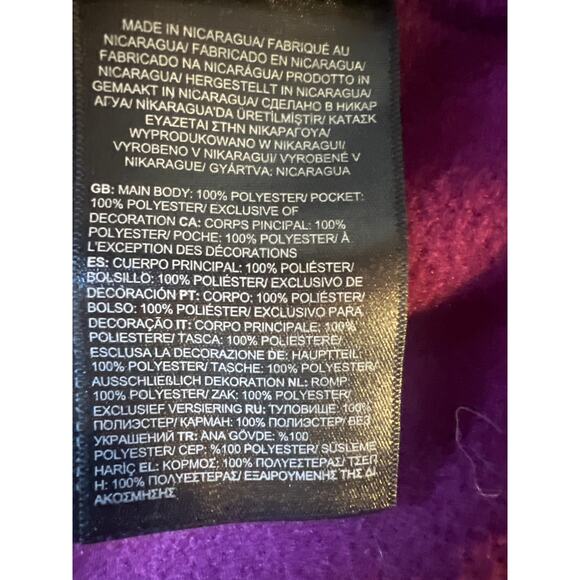 MADE IN NICARAGUA/ FABRIQUÉ AU
NICARAGUA/ FABRICADO EN NICARAGUA/
FABRICADO NA NICARÁGUA/ PRODOTTO IN
NICARAGUA/ HERGESTELLT IN NICARAGUA/
GEMAAKT IN NICARAGUA/ СДЕЛАНО В НИКАР
АГУА/ NİKARAGUA'DA ÜRETİLMİŞTİR/ ΚΑΤΑΣΚ
ΕΥΑΖΕΤΑΙ ΣΤΗΝ ΝΙΚΑΡΑΓΟΥΑ/
WYPRODUKOWANO W NIKARAGUI/
VYROBENO V NIKARAGUI/ VYROBENÉ V
NIKARAGUE/ GYÁRTVA: NICARAGUA
GB: MAIN BODY: 100% POLYESTER/ POCKET:
100% POLYESTER/ EXCLUSIVE OF
DECORATION CA: CORPS PINCIPAL: 100%
POLYESTER/ POCHE: 100% POLYESTER/ À
L'EXCEPTION DES DÉCORATIONS
ES: CUERPO PRINCIPAL: 100% POLIÉSTER/
BOLSILLO: 100% POLIÉSTER/ EXCLUSIVO DE
DECORACIÓN PT: CORPO: 100% POLIÉSTER/
BOLSO: 100% POLIÉSTER/ EXCLUSIVO PARA
DECORAÇÃO IT: CORPO PRINCIPALE: 100%
POLIESTERE/ TASCA: 100% POLIESTERE/
ESCLUSA LA DECORAZIONE DE: HAUPTTEIL:
100% POLYESTER/ TASCHE: 100% POLYESTER/
AUSSCHLIEßLICH DEKORATION NL: ROMP:
100% POLYESTER/ ZAK: 100% POLYESTER/
EXCLUSIEF VERSIERING RU: ТУЛОВИЩЕ: 100%
ПОЛИЭСТЕР/ КАРМАН: 100% ПОЛИЭСТЕР/ БЕЗ
УКРАШЕНИЙ TR: ANA GÖVDE: %100
POLYESTER/ CEP: %100 POLYESTER/ SÜSLEME
HARİÇ EL: ΚΟΡΜΟΣ: 100% ΠΟΛΥΕΣΤΕΡΑΣ/ ΤΣΕΠ
Η: 100% ΠΟΛΥΕΣΤΕΡΑΣ/ ΕΞΑΙΡΟΥΜΕΝΗΣ ΤΗΣ ΔΙ
ΑΚΟΣΜΗΣΗΣ